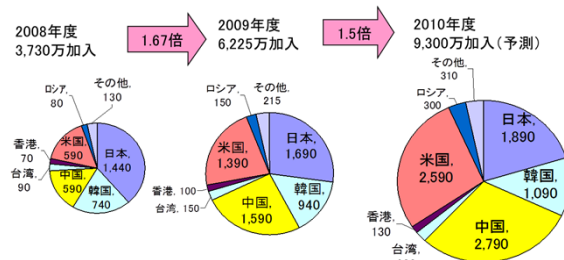 2008年度
3,730万加入
1.67倍
2009年度
6,225万加入
1.5倍
2010年度
9,300万加入(予測)
ロシア,
80
その他,
130
米国,
590
日本,
1,440
香港,
70
台湾,
90
中国,
590
韓国,
740
ロシア,
150
その他,
215
米国,
1,390
日本,
1,690
香港, 100
台湾, 150
中国,
1,590
韓国,
940
その他,
310
ロシア,
300
米国,
2,590
日本,
1,890
香港,
130
台湾,
中国,
2,790
韓国,
1,090